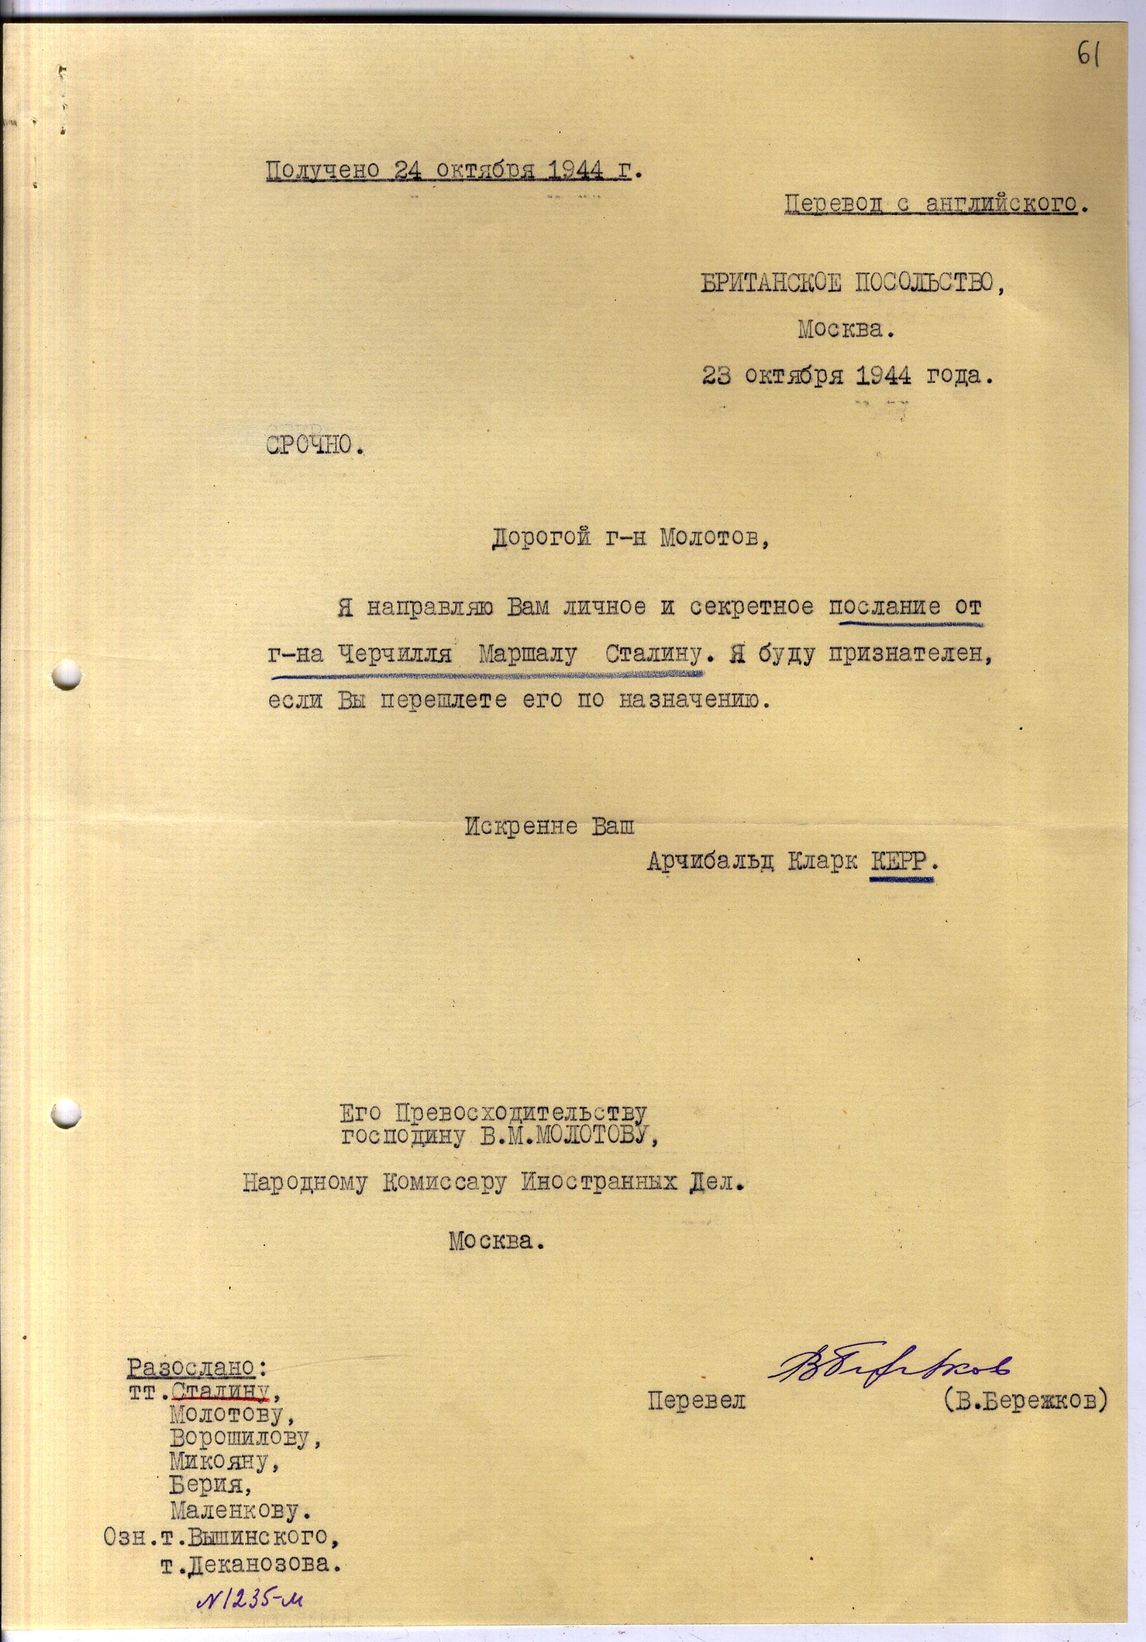 61
Получено 24 октября 1944 г.
Перевод с английского.
БРИТАНСКОЕ ПОСОЛЬСТВО,
Москва.
23 октября 1944 года.
СРОЧНО.
Дорогой г-н Молотов,
Я направляю Вам личное и секретное послание от
г-на Черчилля Маршалу Сталину. Я буду признателен,
если Вы перешлете его по назначению.
Искренне Ваш
Арчибальд Кларк КЕРР.
Его Превосходительству
господину В.М.МОЛОТОВУ,
Народному Комиссару Иностранных Дел.
Москва.
Разослано:
тт.Сталину,
Молотову,
Ворошилову,
Микояну,
Берия,
Маленкову.
Озн.т.Вышинского,
т.Деканозова.
N1235-м
ВБережков
Перевел (В.Бережков)